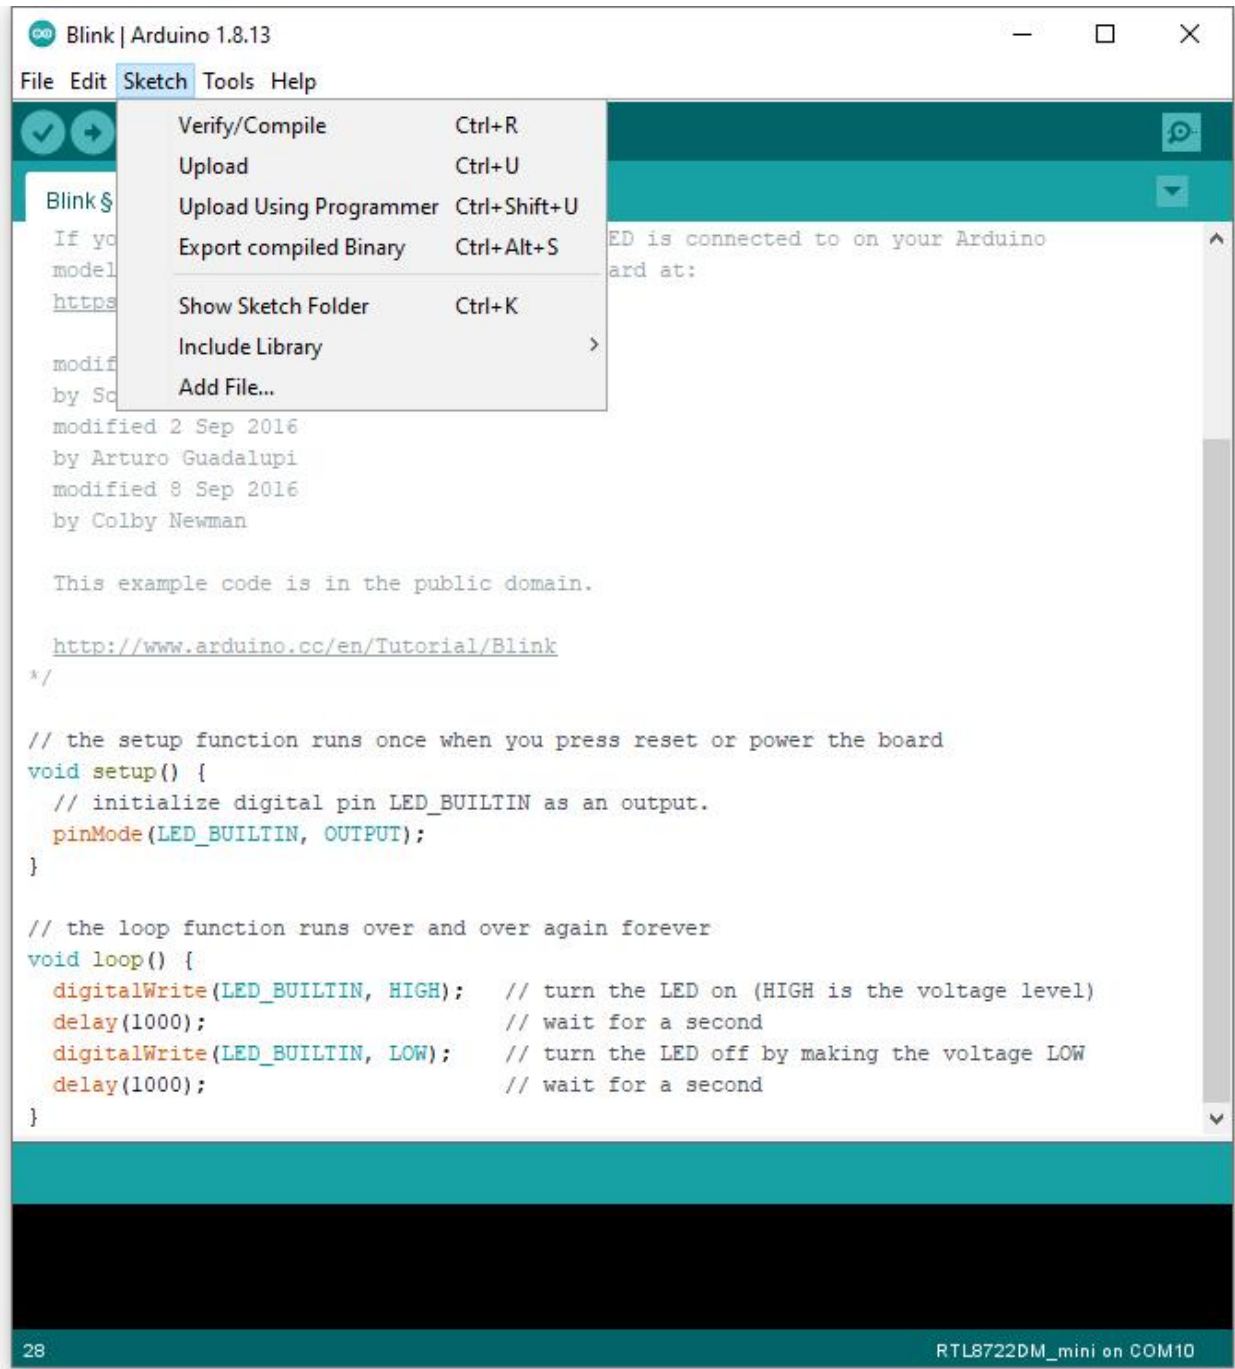 Blink | Arduino 1.8.13
File Edit Sketch Tools Help
Verify/Compile Ctrl+R
Upload Ctrl+U
Upload Using Programmer Ctrl+Shift+U
Export compiled Binary Ctrl+Alt+S
Show Sketch Folder Ctrl+K
Include Library
Add File...
Blink §
If yo ED is connected to on your Arduino
model ard at:
https
modif
by Sc
modified 2 Sep 2016
by Arturo Guadalupi
modified 8 Sep 2016
by Colby Newman
This example code is in the public domain.
http://www.arduino.cc/en/Tutorial/Blink
*/
// the setup function runs once when you press reset or power the board
void setup() {
// initialize digital pin LED_BUILTIN as an output.
pinMode(LED_BUILTIN, OUTPUT);
}
// the loop function runs over and over again forever
void loop() {
digitalWrite(LED_BUILTIN, HIGH); // turn the LED on (HIGH is the voltage level)
delay(1000); // wait for a second
digitalWrite(LED_BUILTIN, LOW); // turn the LED off by making the voltage LOW
delay(1000); // wait for a second
}
28 RTL8722DM_mini on COM10